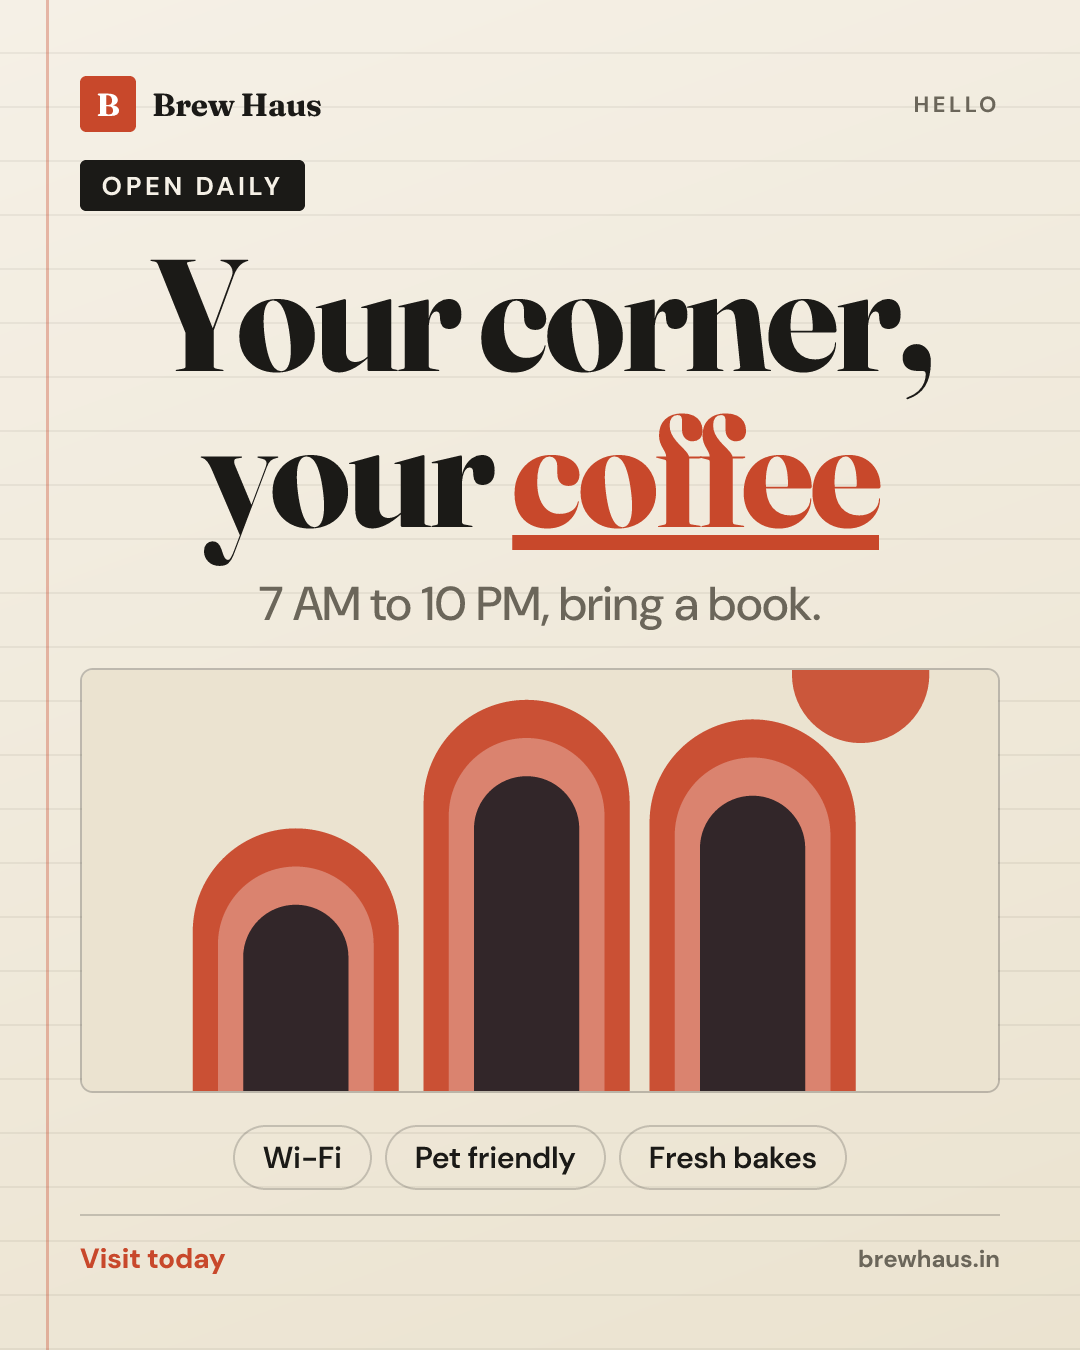 B Brew Haus
HELLO
OPEN DAILY
Your corner,
your coffee
7 AM to 10 PM, bring a book.
Wi-Fi
Pet friendly
Fresh bakes
Visit today
brewhaus.in